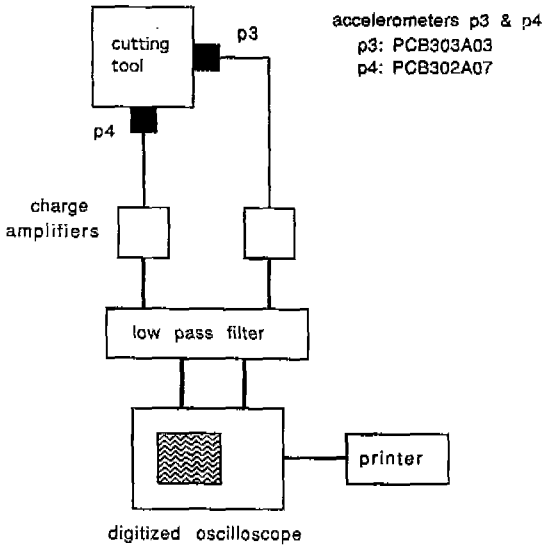 accelerometers p3 & p4
p3: PCB303A03
p4: PCB302A07
cutting
tool
p3
p4
charge
amplifiers
low pass filter
printer
digitized oscilloscope